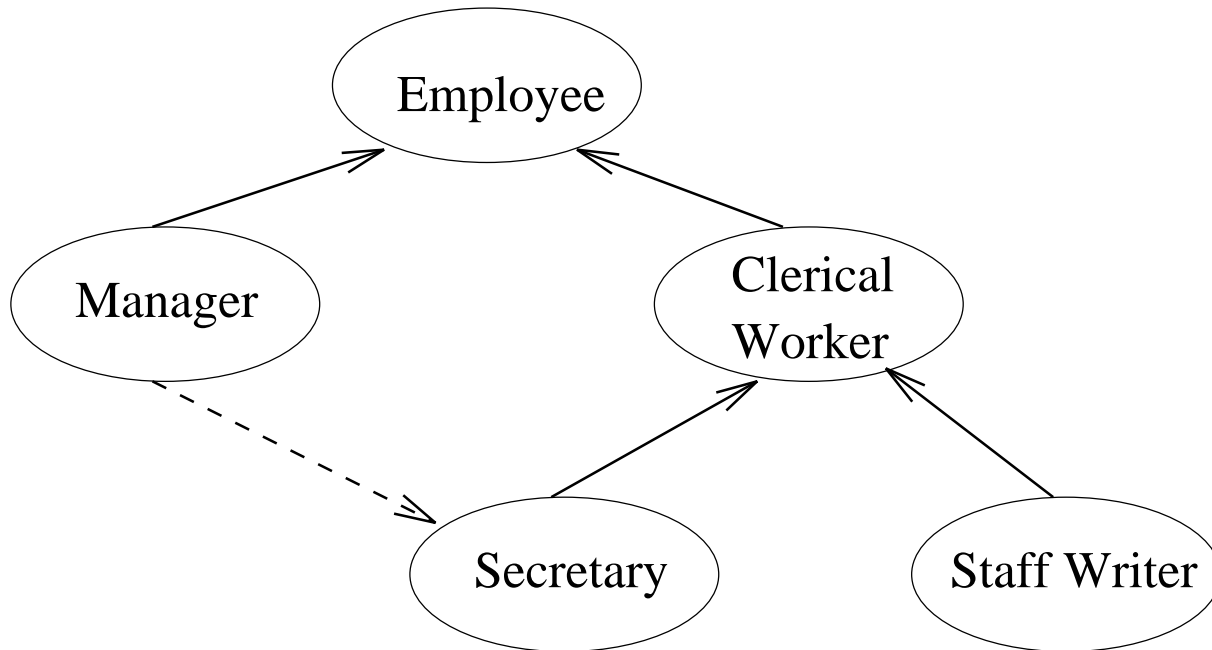 Employee
Manager
Clerical
Worker
Secretary
Staff Writer